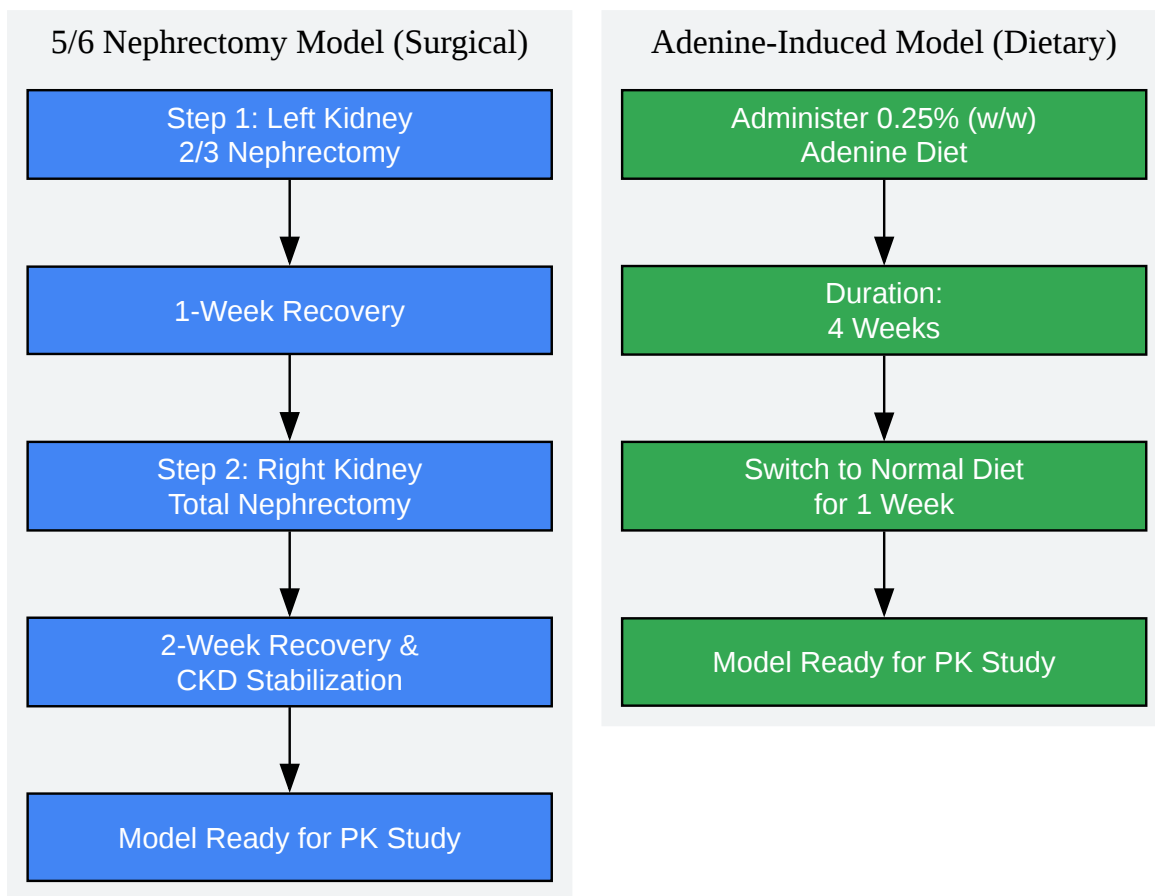 5/6 Nephrectomy Model (Surgical)
Step 1: Left Kidney
2/3 Nephrectomy
1-Week Recovery
Step 2: Right Kidney
Total Nephrectomy
2-Week Recovery &
CKD Stabilization
Model Ready for PK Study
Adenine-Induced Model (Dietary)
Administer 0.25% (w/w)
Adenine Diet
Duration:
4 Weeks
Switch to Normal Diet
for 1 Week
Model Ready for PK Study